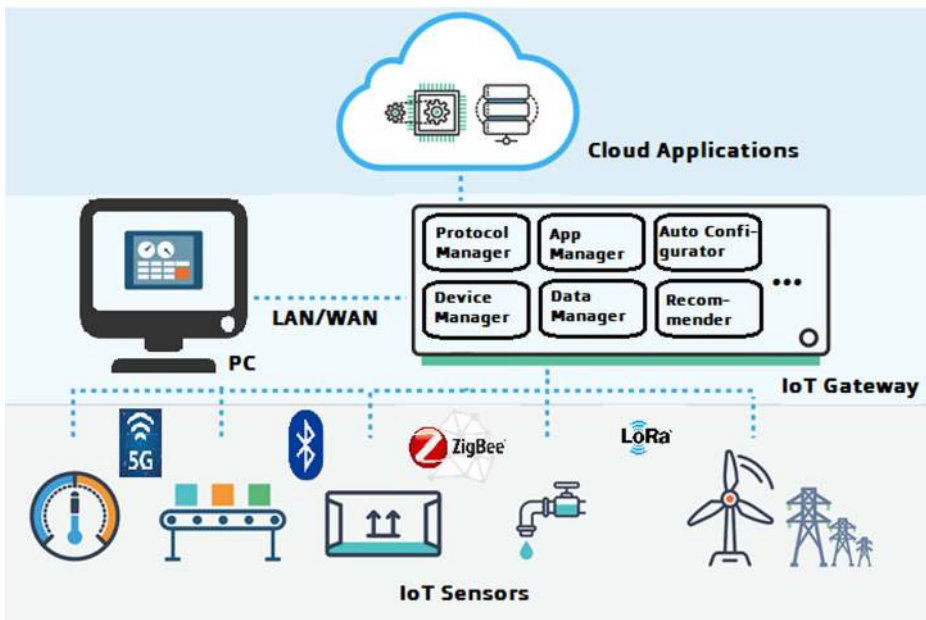 Cloud Applications
Protocol
Manager
App
Manager
Auto Confi-
gurator
Device
Manager
Data
Manager
Recom-
mender
...
LAN/WAN
PC
IoT Gateway
5G
ZigBee
LoRa
IoT Sensors